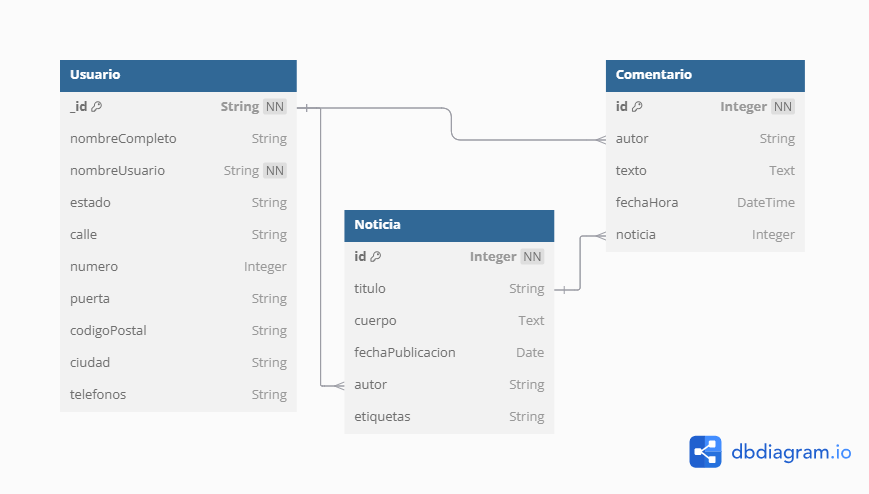 Usuario
_id String NN
nombreCompleto String
nombreUsuario String NN
estado String
calle String
numero Integer
puerta String
codigoPostal String
ciudad String
telefonos String
Noticia
id Integer NN
titulo String
cuerpo Text
fechaPublicacion Date
autor String
etiquetas String
Comentario
id Integer NN
autor String
texto Text
fechaHora DateTime
noticia Integer
dbdiagram.io